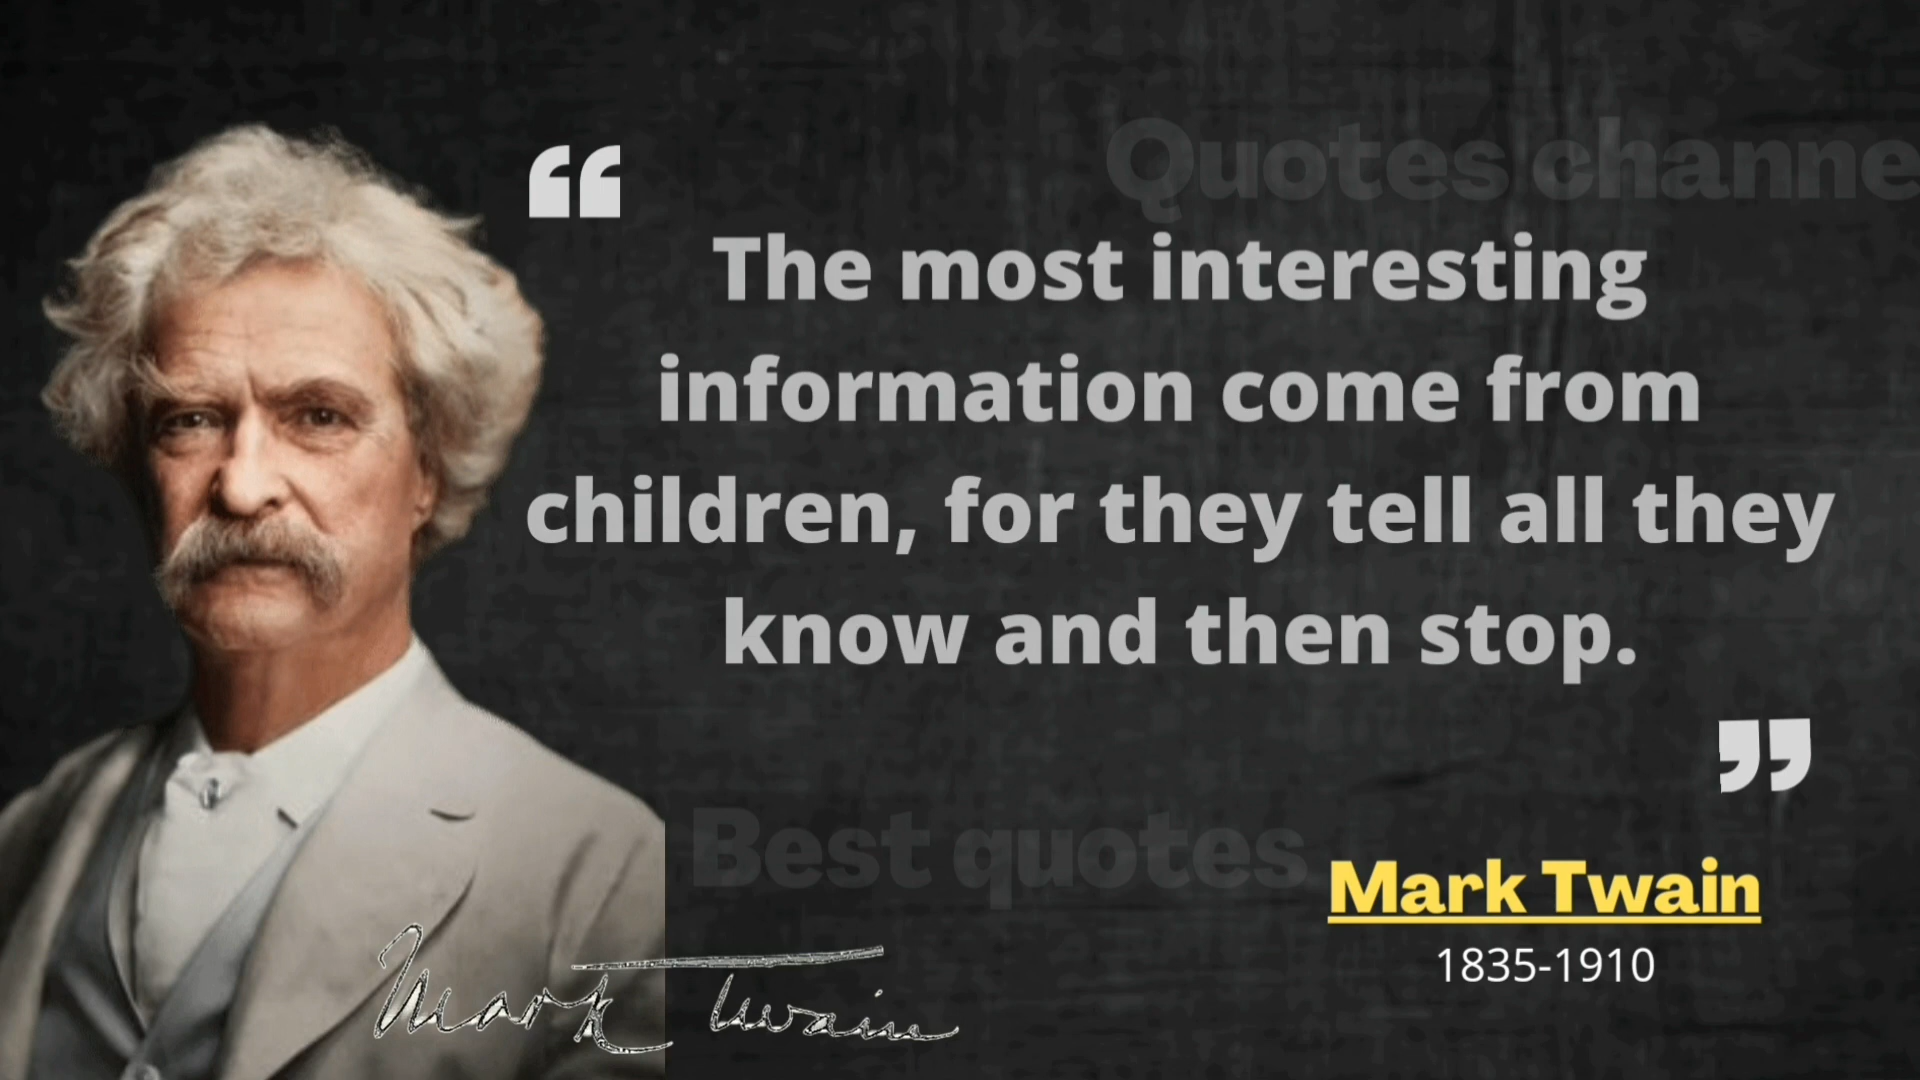 Quotes channe
“
The most interesting
information come from
children, for they tell all they
know and then stop.
”
Best quotes
Mark Twain
1835-1910
Mark Twain